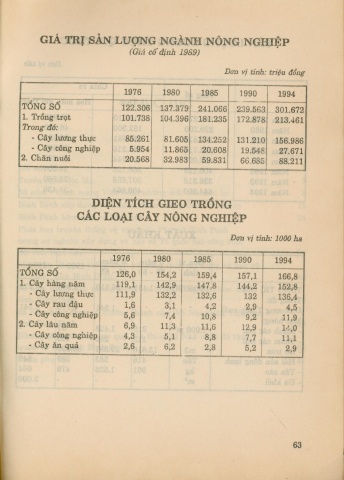 GIÁ TRỊ SẢN LƯỢNG NGÀNH NÔNG NGHIỆP
(Giá cố định 1989)
Đơn vị tính: triệu đồng
1976 1980 1985 1990 1994
TỔNG SỐ 122.306 137.379 241.066 239.563 301.672
1. Trồng trọt 101.738 104.396 181.235 172.878 213.461
Trong đó:
- Cây lương thực 85.261 81.605 134.252 131.210 156.986
- Cây công nghiệp 5.954 11.865 20.608 19.548 27.671
2. Chăn nuôi 20.568 32.983 59.831 66.685 88.211
DIỆN TÍCH GIEO TRỒNG
CÁC LOẠI CÂY NÔNG NGHIỆP
Đơn vị tính: 1000 ha
1976 1980 1985 1990 1994
TỔNG SỐ 126,0 154,2 159,4 157,1 166,8
1. Cây hàng năm 119,1 142,9 147,8 144,2 152,8
- Cây lương thực 111,9 132,2 132,6 132 136,4
- Cây rau đậu 1,6 3,1 4,2 2,9 4,5
- Cây công nghiệp 5,6 7,4 10,8 9,2 11,9
2. Cây lâu năm 6,9 11,3 11,6 12,9 14,0
- Cây công nghiệp 4,3 5,1 8,8 7,7 11,1
- Cây ăn quả 2,6 6,2 2,8 5,2 2,9
63